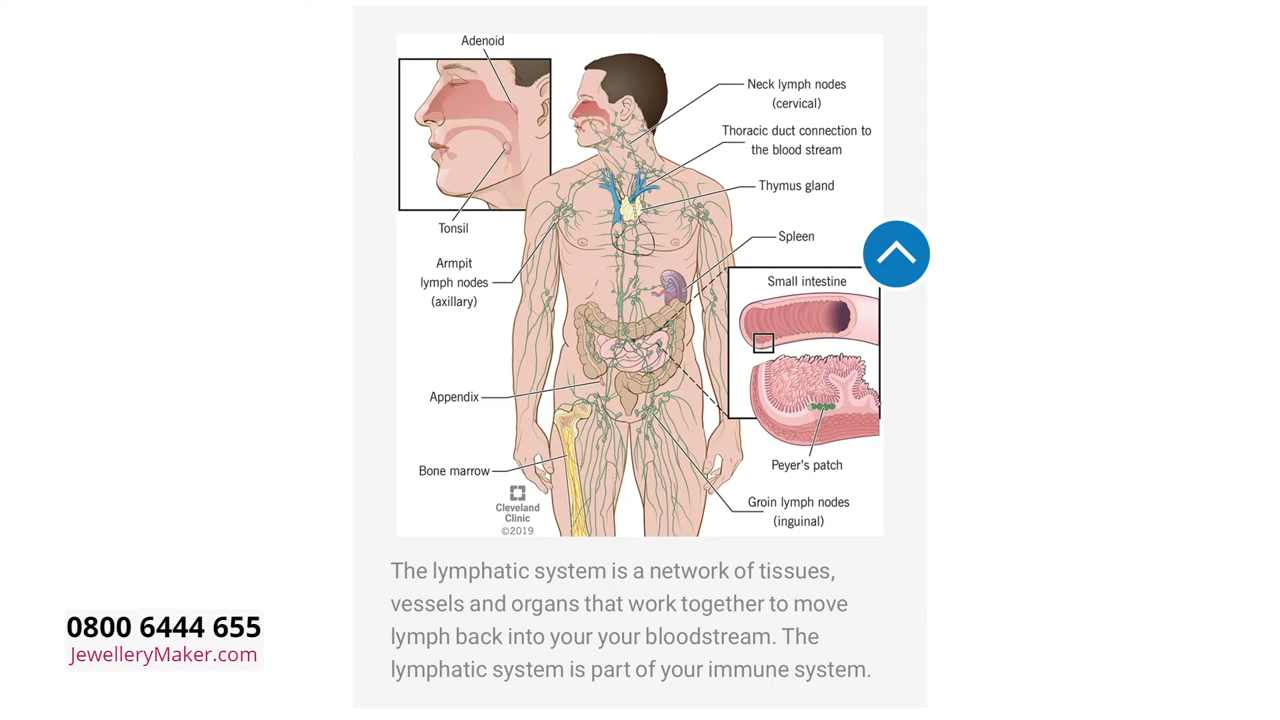 Adenoid
Neck lymph nodes
(cervical)
Thoracic duct connection to
the blood stream
Thymus gland
Tonsil
Spleen
Armpit
lymph nodes
(axillary)
Small intestine
Appendix
Bone marrow
Peyer's patch
Groin lymph nodes
(inguinal)
Cleveland
Clinic
©2019
The lymphatic system is a network of tissues,
vessels and organs that work together to move
lymph back into your your bloodstream. The
lymphatic system is part of your immune system.
0800 6444 655
JewelleryMaker.com